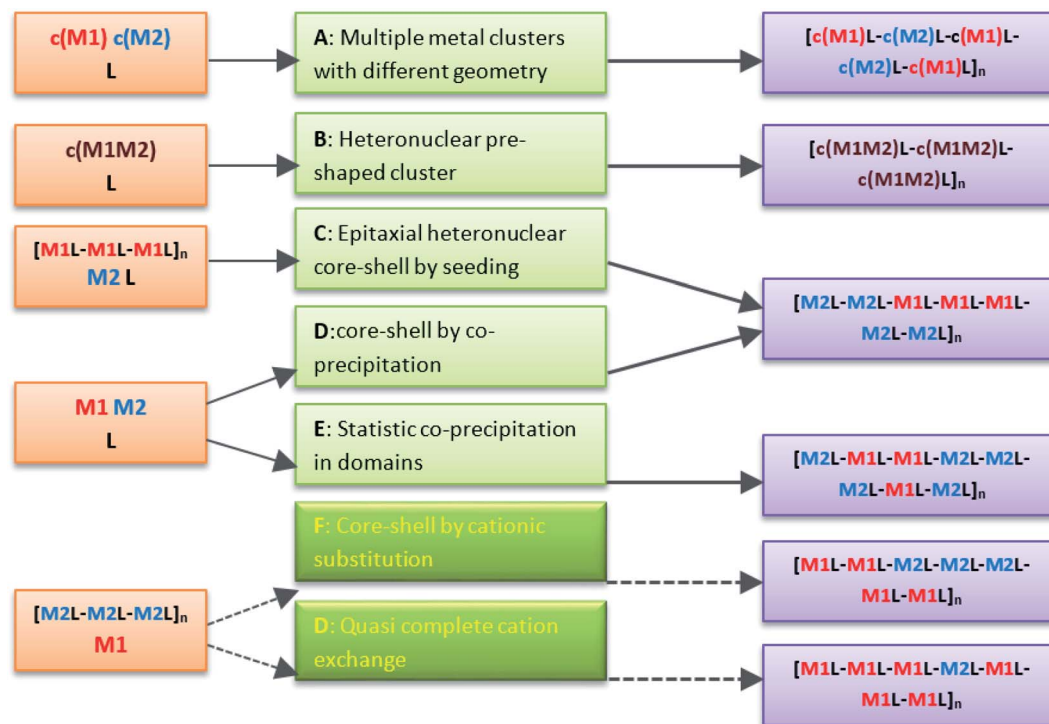 c(M1) c(M2)
L
A: Multiple metal clusters
with different geometry
[c(M1)L-c(M2)L-c(M1)L-
c(M2)L-c(M1)L]n
c(M1M2)
L
B: Heteronuclear pre-
shaped cluster
[c(M1M2)L-c(M1M2)L-
c(M1M2)L]n
[M1L-M1L-M1L]n
M2 L
C: Epitaxial heteronuclear
core-shell by seeding
[M2L-M2L-M1L-M1L-M1L-
M2L-M2L]n
M1 M2
L
D:core-shell by co-
precipitation
E: Statistic co-precipitation
in domains
[M2L-M1L-M1L-M2L-M2L-
M2L-M1L-M2L]n
[M2L-M2L-M2L]n
M1
F: Core-shell by cationic
substitution
[M1L-M1L-M2L-M2L-M2L-
M1L-M1L]n
D: Quasi complete cation
exchange
[M1L-M1L-M1L-M2L-M1L-
M1L-M1L]n